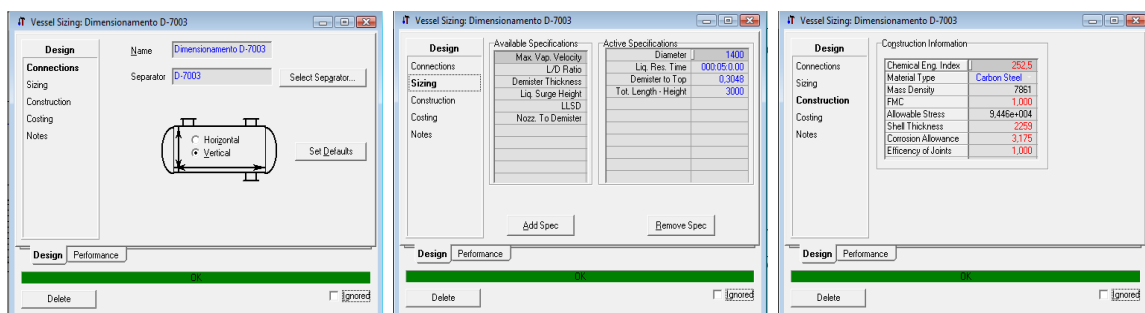 Vessel Sizing: Dimensionamento D-7003
Design
Connections
Sizing
Construction
Costing
Notes
Name Dimensionamento D-7003
Separator D-7003 Select Separator...
Horizontal
Vertical
Set Defaults
Design Performance
OK
Delete Ignored
Vessel Sizing: Dimensionamento D-7003
Design
Connections
Sizing
Construction
Costing
Notes
Available Specifications
Max. Vap. Velocity
L/D Ratio
Demister Thickness
Liq. Surge Height
LLSD
Nozz. To Demister
Active Specifications
Diameter 1400
Liq. Res. Time 000:05:0.00
Demister to Top 0,3048
Tot. Length - Height 3000
Add Spec Remove Spec
Design Performance
OK
Delete Ignored
Vessel Sizing: Dimensionamento D-7003
Design
Connections
Sizing
Construction
Costing
Notes
Construction Information
Chemical Eng. Index 252,5
Material Type Carbon Steel
Mass Density 7861
FMC 1,000
Allowable Stress 9,446e+004
Shell Thickness 2259
Corrosion Allowance 3,175
Efficency of Joints 1,000
Design Performance
OK
Delete Ignored